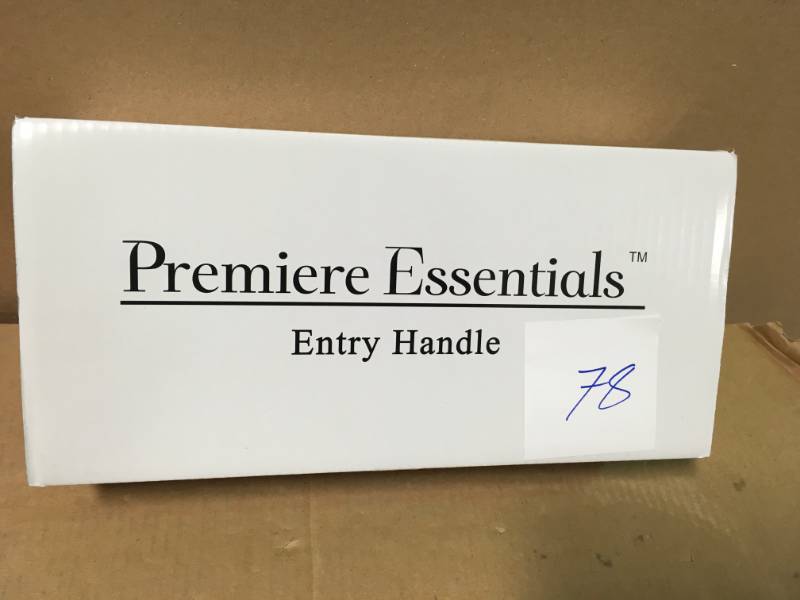 Premiere Essentials™
Entry Handle
78